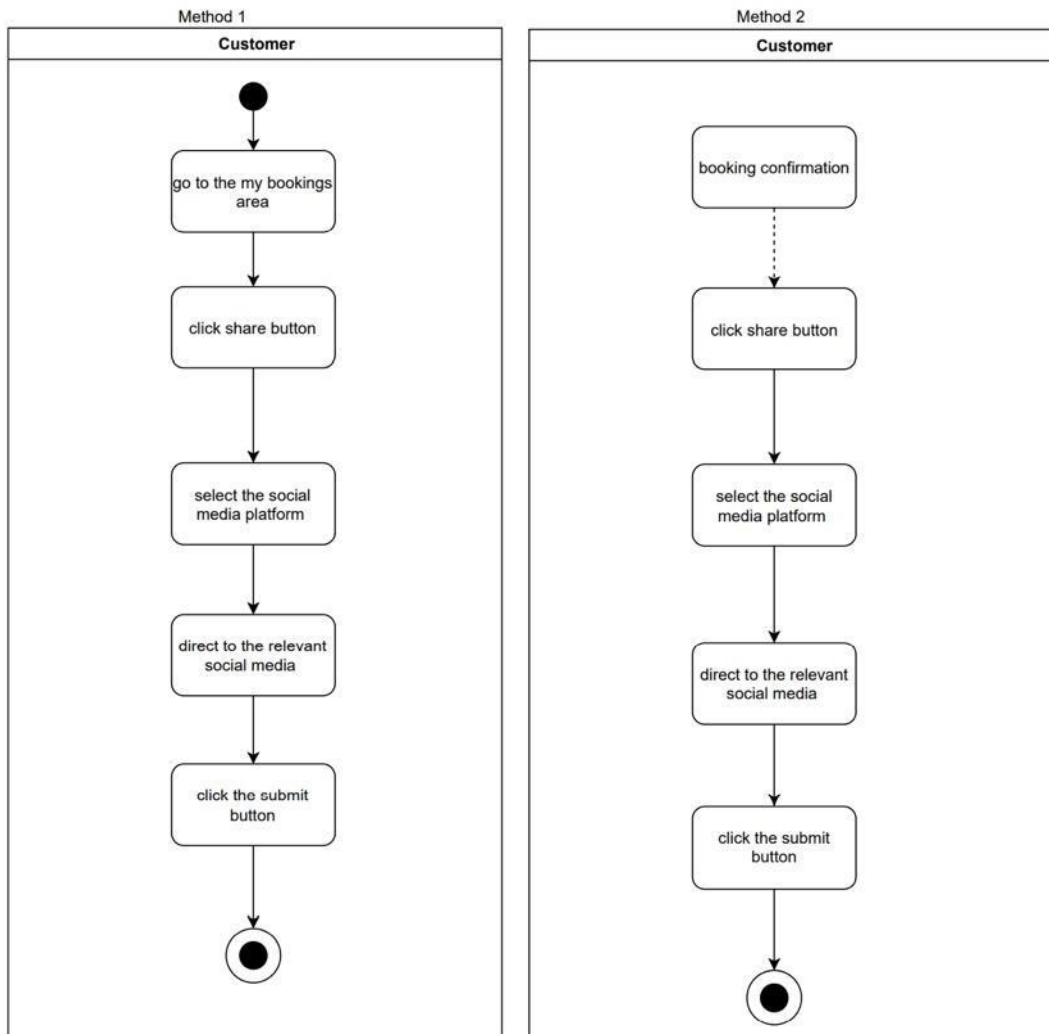 Method 1
Customer
go to the my bookings
area
click share button
select the social
media platform
direct to the relevant
social media
click the submit
button
Method 2
Customer
booking confirmation
click share button
select the social
media platform
direct to the relevant
social media
click the submit
button